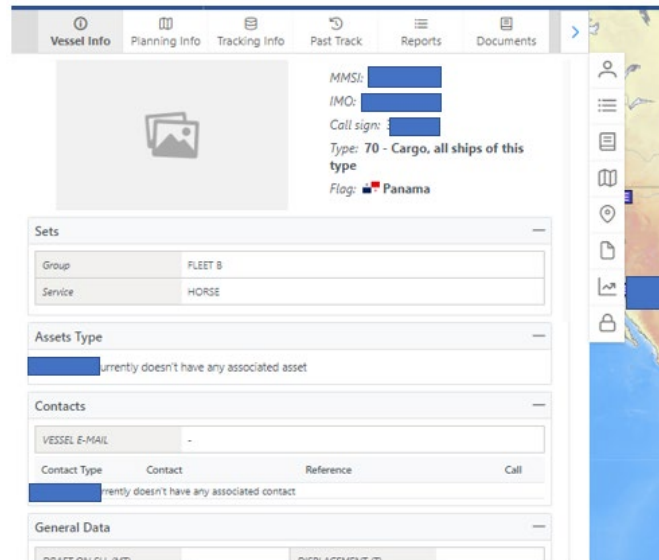 Vessel Info Planning Info Tracking Info Past Track Reports Documents
MMSI:
IMO:
Call sign:
Type: 70 - Cargo, all ships of this
type
Flag: Panama
Sets
Group FLEET B
Service HORSE
Assets Type
currently doesn't have any associated asset
Contacts
VESSEL E-MAIL -
Contact Type Contact Reference Call
currently doesn't have any associated contact
General Data